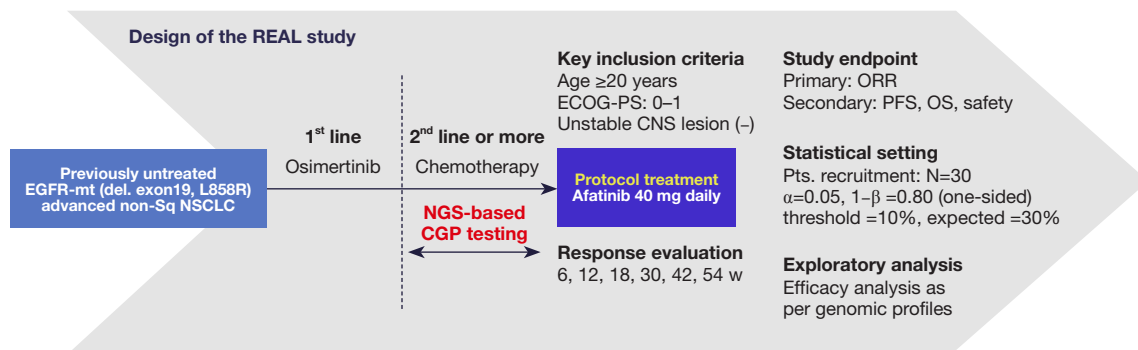 Design of the REAL study
Previously untreated
EGFR-mt (del. exon19, L858R)
advanced non-Sq NSCLC
1st line
Osimertinib
2nd line or more
Chemotherapy
NGS-based
CGP testing
Key inclusion criteria
Age ≥20 years
ECOG-PS: 0–1
Unstable CNS lesion (–)
Protocol treatment
Afatinib 40 mg daily
Response evaluation
6, 12, 18, 30, 42, 54 w
Study endpoint
Primary: ORR
Secondary: PFS, OS, safety
Statistical setting
Pts. recruitment: N=30
α=0.05, 1–β =0.80 (one-sided)
threshold =10%, expected =30%
Exploratory analysis
Efficacy analysis as
per genomic profiles